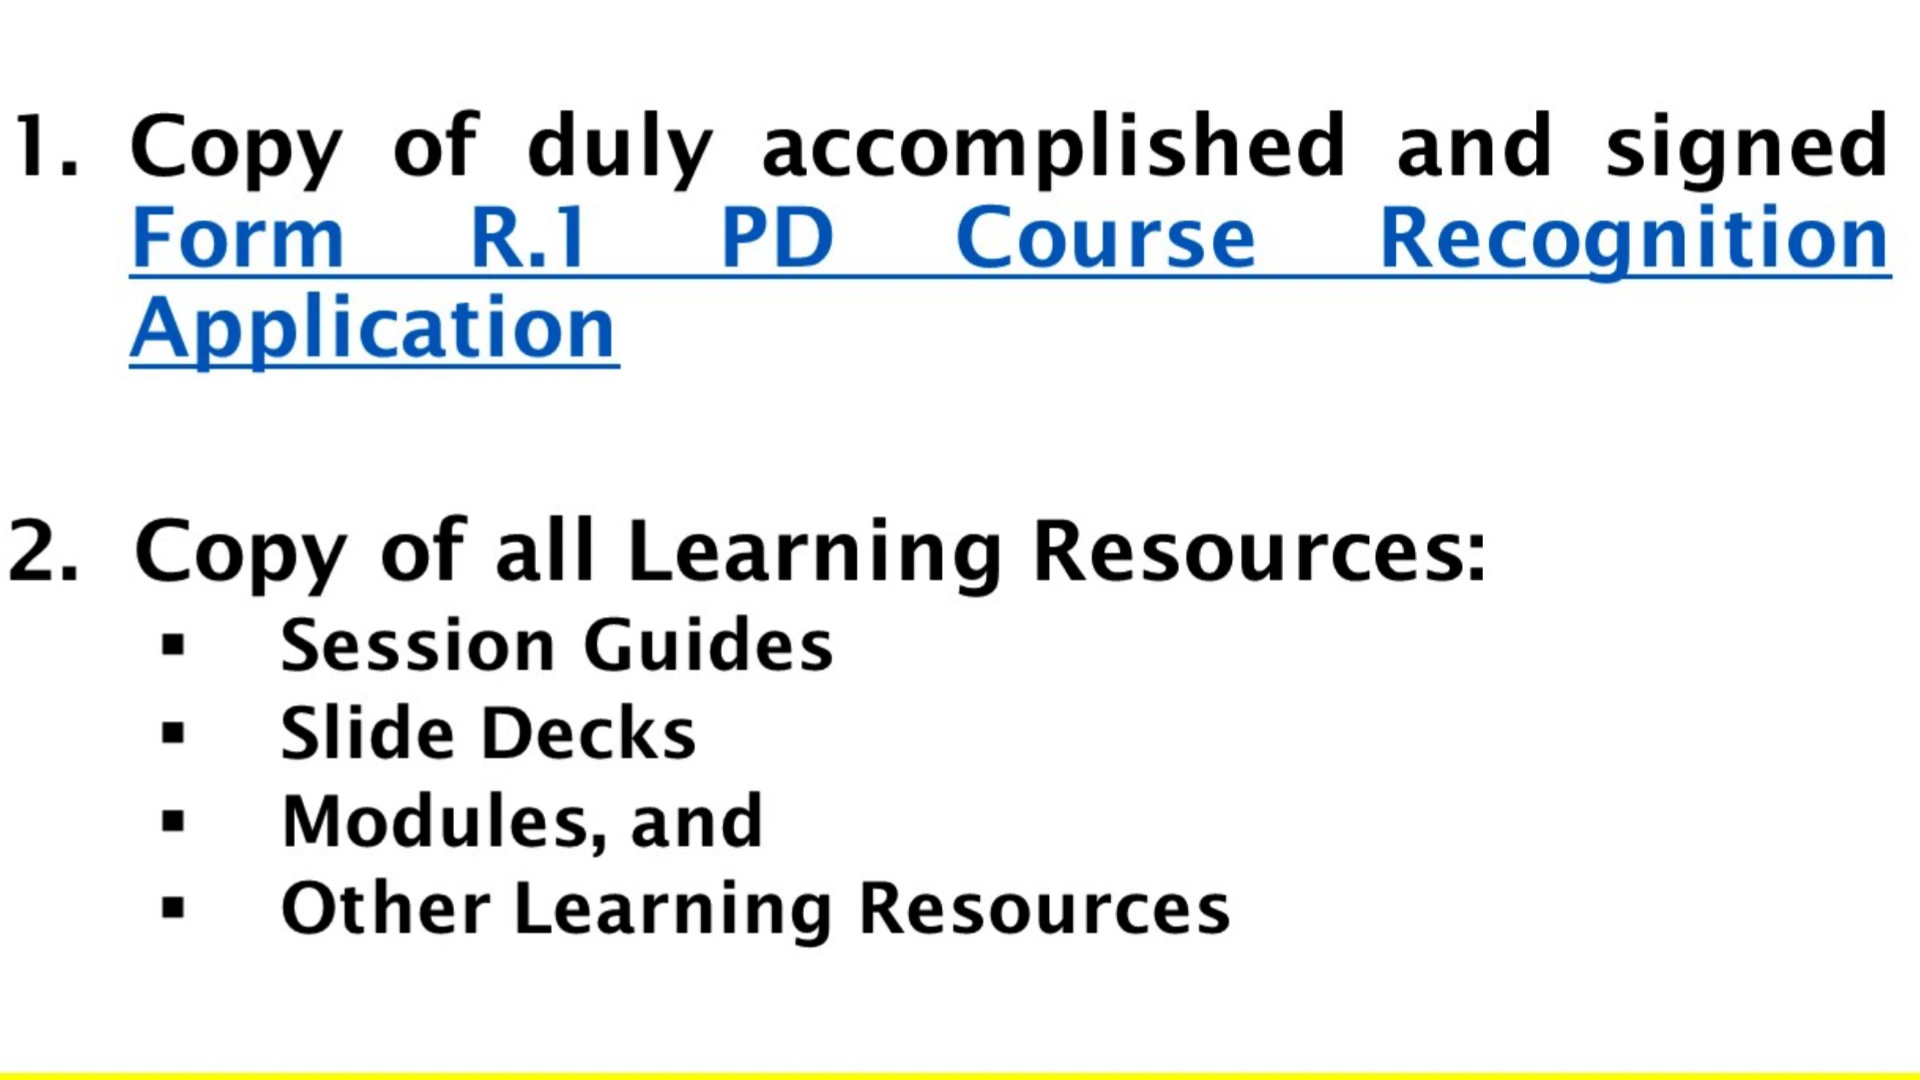 1. Copy of duly accomplished and signed
Form R.1 PD Course Recognition
Application
2. Copy of all Learning Resources:
▪ Session Guides
▪ Slide Decks
▪ Modules, and
▪ Other Learning Resources